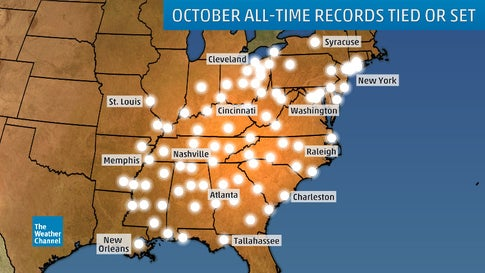 OCTOBER ALL-TIME RECORDS TIED OR SET
Syracuse
Cleveland
New York
St. Louis
Cincinnati
Washington
Memphis
Nashville
Raleigh
Atlanta
Charleston
The
Weather
Channel
New
Orleans
Tallahassee